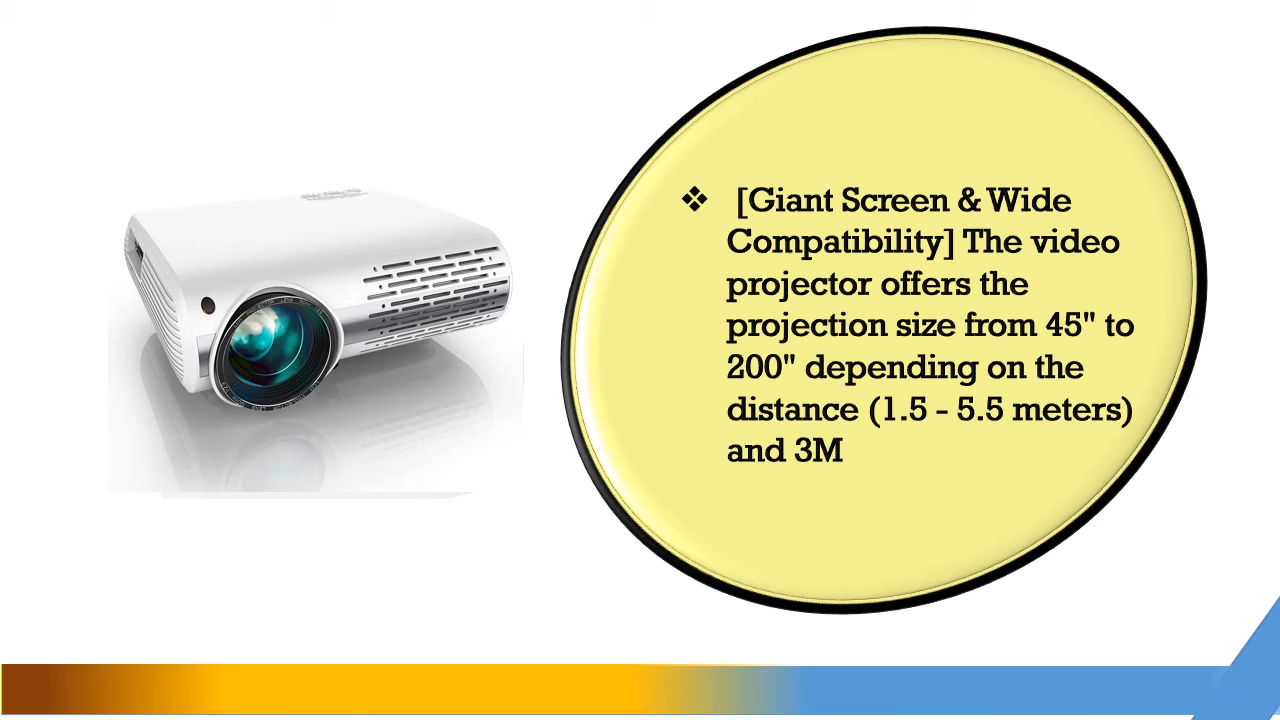 ❖ [Giant Screen & Wide
Compatibility] The video
projector offers the
projection size from 45" to
200" depending on the
distance (1.5 - 5.5 meters)
and 3M